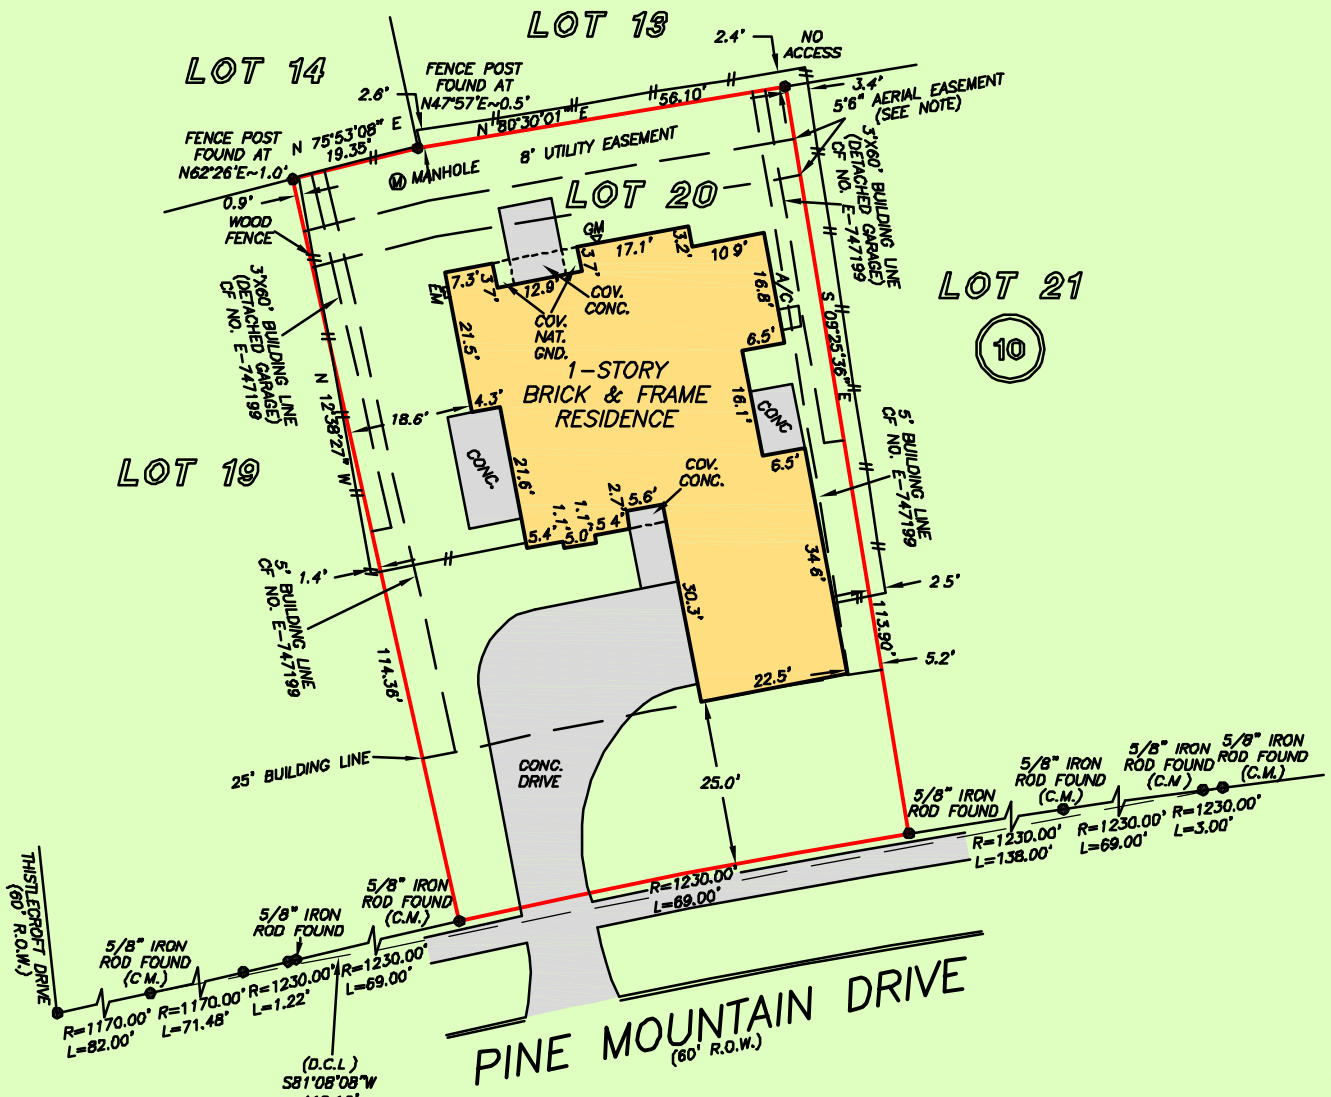 LOT 13
LOT 14
2.4'
NO
ACCESS
FENCE POST
FOUND AT
N47°57'E~0.5'
2.6'
56.10'
N 80°30'01" E
3.4'
5'6" AERIAL EASEMENT
(SEE NOTE)
FENCE POST
FOUND AT
N62°26'E~1.0'
N 75°53'08" E
19.35'
8' UTILITY EASEMENT
M MANHOLE
LOT 20
0.9'
WOOD
FENCE
3'X60' BUILDING LINE
(DETACHED GARAGE)
CF NO. E-747199
3'X60' BUILDING LINE
(DETACHED GARAGE)
CF NO. E-747199
GM
17.1'
3.2'
10 9'
7.3'
3.7'
12.9'
3.7'
EM
COV.
CONC.
COV.
NAT.
GND.
16.8'
A/C
S 09°25'36" E
LOT 21
10
21.5'
6.5'
1-STORY
BRICK & FRAME
RESIDENCE
4.3'
18.6'
N 12°38'27" W
16.1'
CONC
6.5'
5' BUILDING LINE
CF NO. E-747199
LOT 19
CONC.
21.6'
COV.
CONC.
5.4'
1.1'
5.0'
1.1'
5 4'
2.7'
5.6'
34.6'
30.3'
1.4'
5' BUILDING LINE
CF NO. E-747199
2 5'
113.90'
5.2'
114.36'
22.5'
25' BUILDING LINE
CONC.
DRIVE
25.0'
5/8" IRON
ROD FOUND
5/8" IRON
ROD FOUND
(C.M.)
5/8" IRON
ROD FOUND
(C.M )
5/8" IRON
ROD FOUND
(C.M.)
R=1230.00'
L=138.00'
R=1230.00'
L=69.00'
R=1230.00'
L=3.00'
R=1230.00'
L=69.00'
THISTLECROFT DRIVE
(60' R.O.W.)
5/8" IRON
ROD FOUND
(C M.)
5/8" IRON
ROD FOUND
5/8" IRON
ROD FOUND
(C.M.)
R=1170.00'
L=82.00'
R=1170.00'
L=71.48'
R=1230.00'
L=1.22'
R=1230.00'
L=69.00'
(D.C.L )
S81°08'08"W
PINE MOUNTAIN DRIVE
(60' R.O.W.)